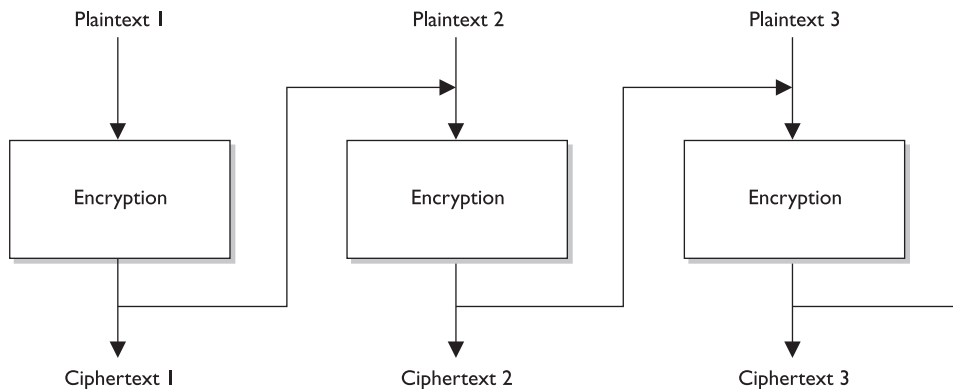 Plaintext 1
Plaintext 2
Plaintext 3
Encryption
Encryption
Encryption
Ciphertext 1
Ciphertext 2
Ciphertext 3